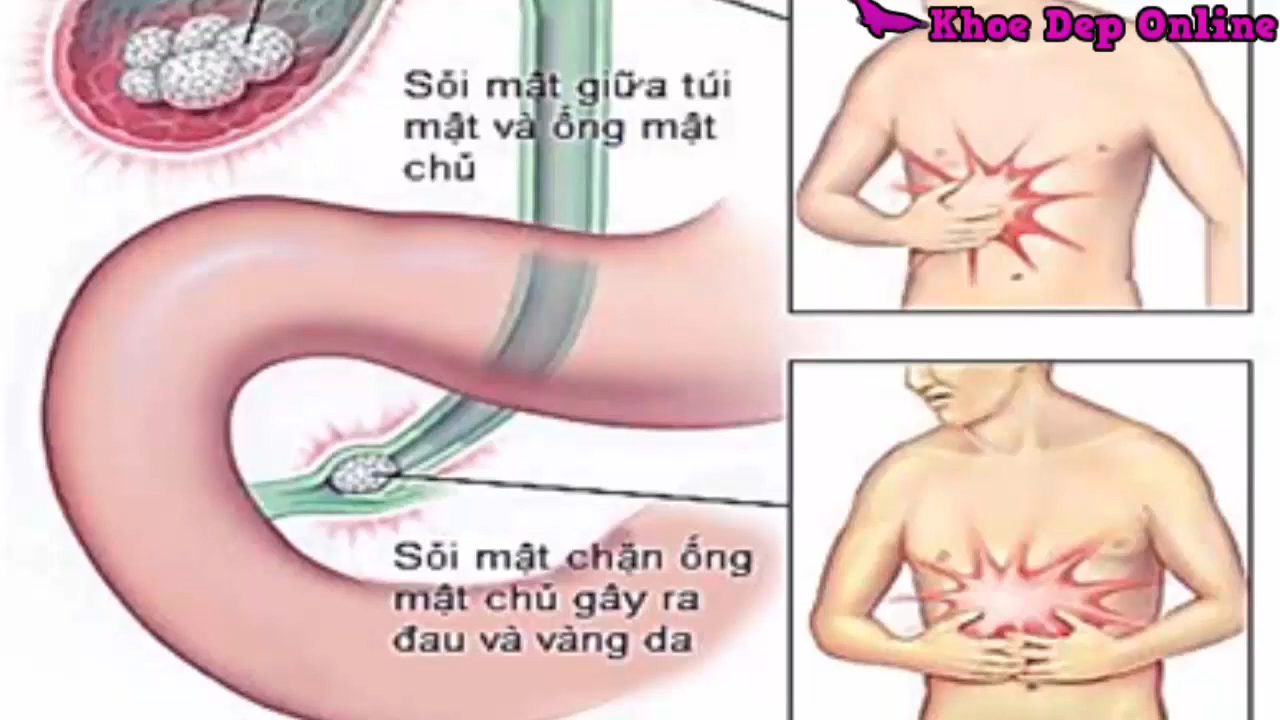 Khoe Dep Online
Sỏi mật giữa túi
mật và ống mật
chủ
Sỏi mật chặn ống
mật chủ gây ra
đau và vàng da